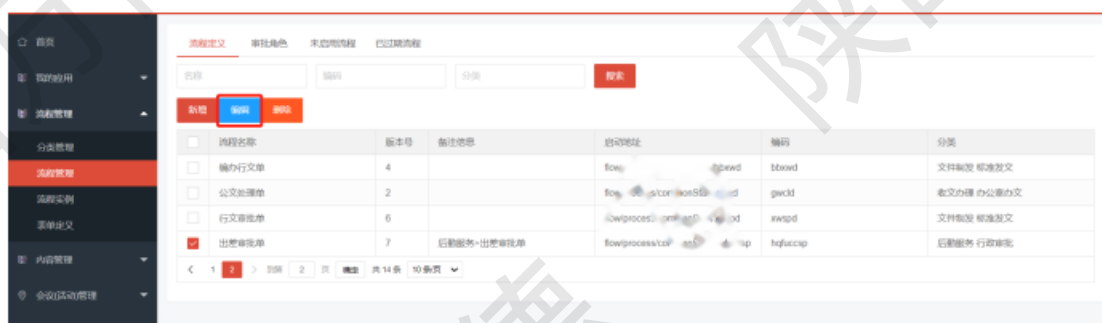 首页
我的应用
流程管理
分类管理
流程管理
流程实例
表单定义
内容管理
会议(活动)管理
流程定义 审批角色 未启用流程 已过期流程
名称 编码 分类 搜索
新增 编辑 删除
流程名称 版本号 备注信息 启动地址 编码 分类
稿办行文单 4 文件制发 标准发文
公文处理单 2 gwcld 收文办理 办公室办文
行文审批单 6 xwspd 文件制发 标准发文
出差审批单 7 后勤服务-出差审批单 flow/process/co hqfuccsp 后勤服务 行政审批
1 2 到第 2 页 确定 共 14 条 10 条/页
陕
德